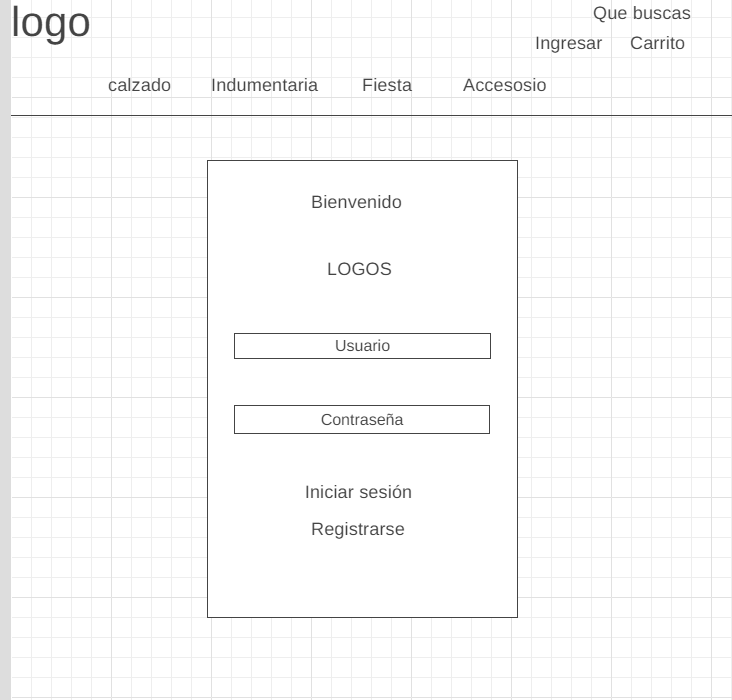 logo
Que buscas
Ingresar Carrito
calzado Indumentaria Fiesta Accesosio
Bienvenido
LOGOS
Usuario
Contraseña
Iniciar sesión
Registrarse